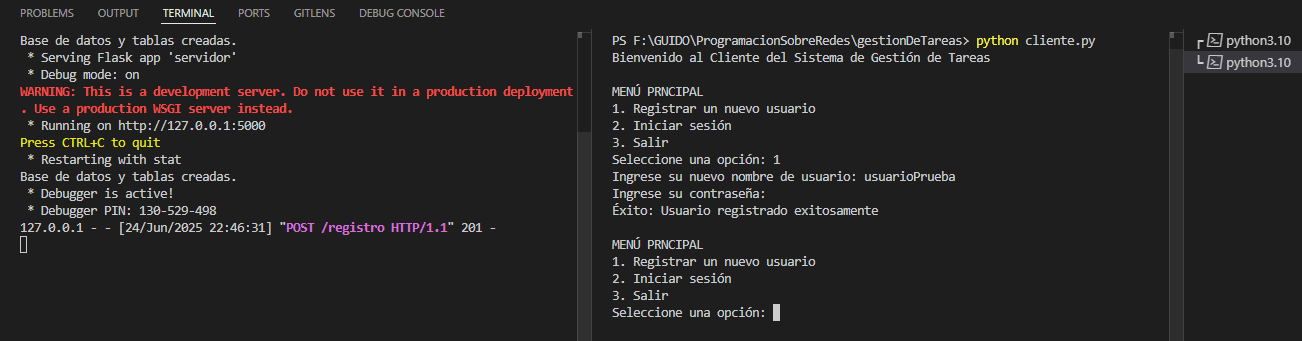 PROBLEMS OUTPUT TERMINAL PORTS GITLENS DEBUG CONSOLE
Base de datos y tablas creadas.
* Serving Flask app 'servidor'
* Debug mode: on
WARNING: This is a development server. Do not use it in a production deployment
. Use a production WSGI server instead.
* Running on http://127.0.0.1:5000
Press CTRL+C to quit
* Restarting with stat
Base de datos y tablas creadas.
* Debugger is active!
* Debugger PIN: 130-529-498
127.0.0.1 - - [24/Jun/2025 22:46:31] "POST /registro HTTP/1.1" 201 -
PS F:\GUIDO\ProgramacionSobreRedes\gestionDeTareas> python cliente.py
Bienvenido al Cliente del Sistema de Gestión de Tareas
MENÚ PRNCIPAL
1. Registrar un nuevo usuario
2. Iniciar sesión
3. Salir
Seleccione una opción: 1
Ingrese su nuevo nombre de usuario: usuarioPrueba
Ingrese su contraseña:
Éxito: Usuario registrado exitosamente
MENÚ PRNCIPAL
1. Registrar un nuevo usuario
2. Iniciar sesión
3. Salir
Seleccione una opción:
python3.10
python3.10